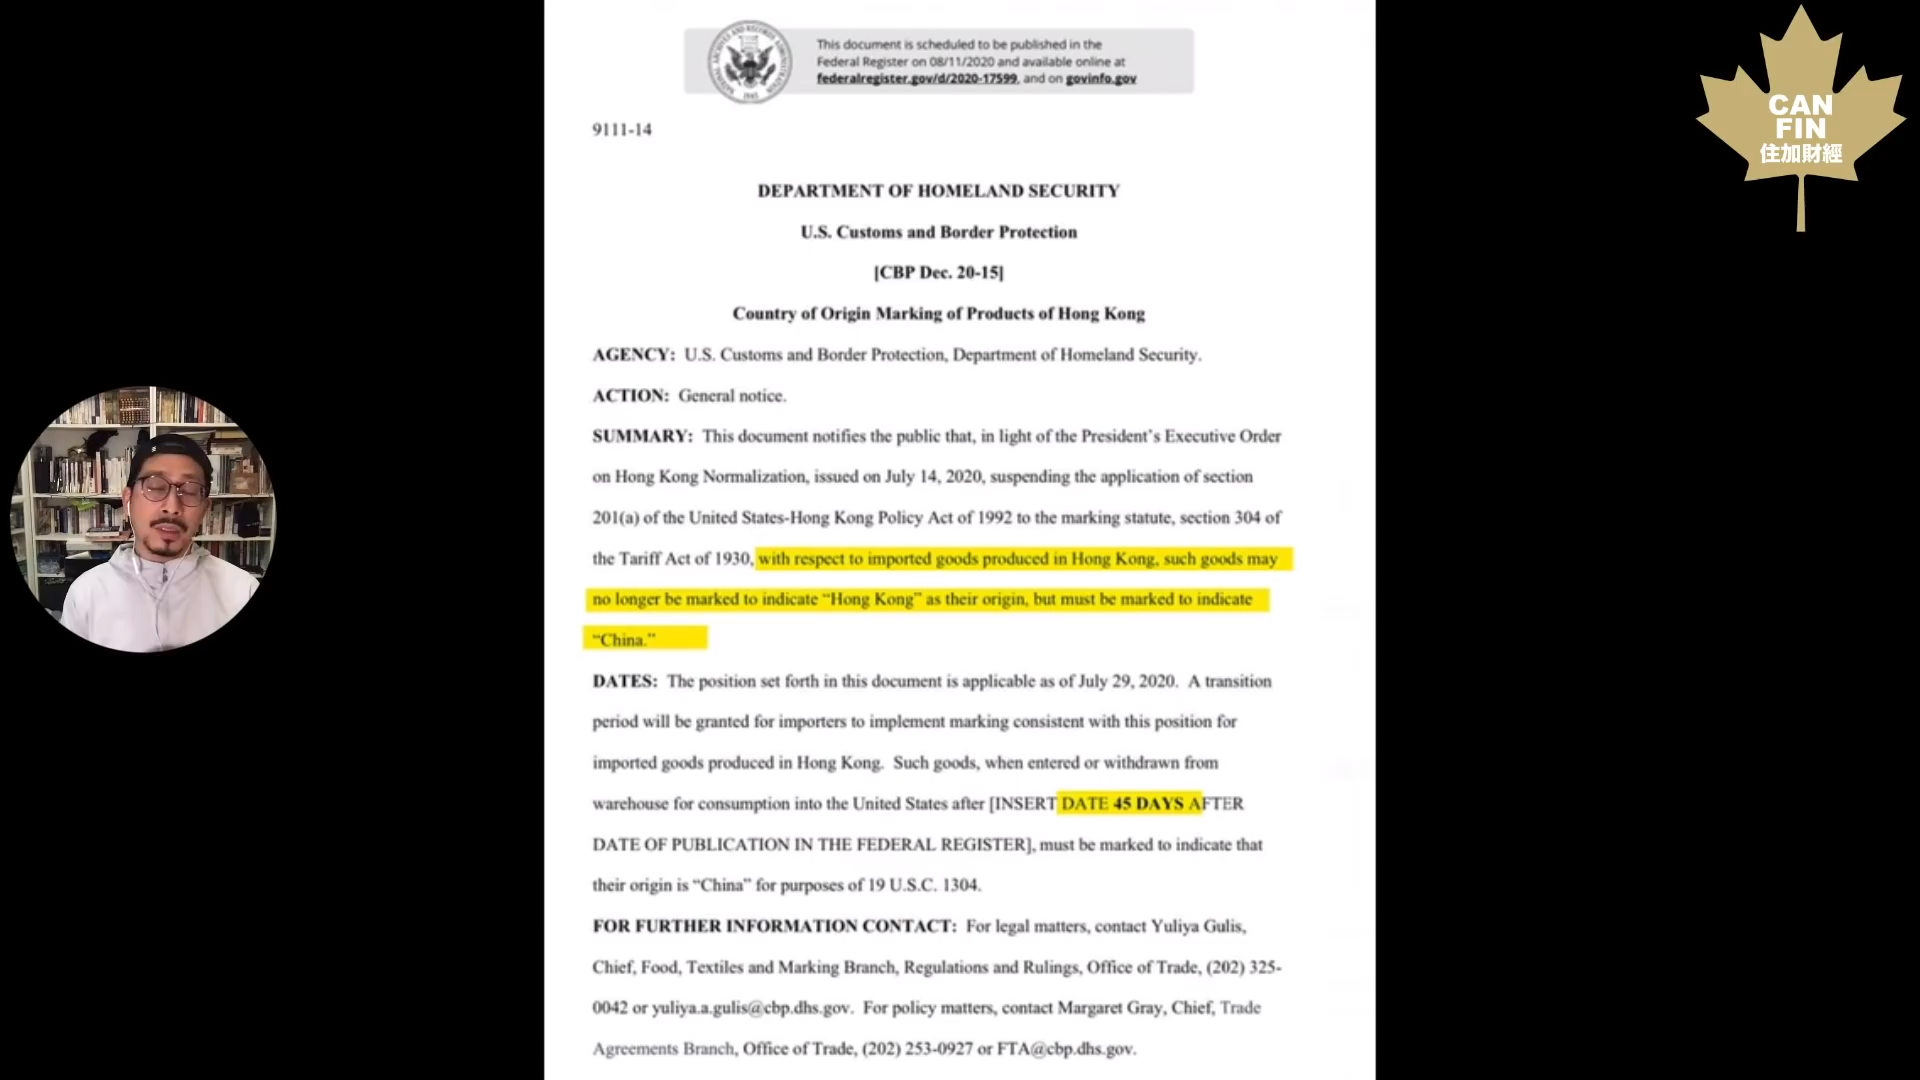 This document is scheduled to be published in the
Federal Register on 08/11/2020 and available online at
federalregister.gov/d/2020-17599, and on govinfo.gov
9111-14
DEPARTMENT OF HOMELAND SECURITY
U.S. Customs and Border Protection
[CBP Dec. 20-15]
Country of Origin Marking of Products of Hong Kong
AGENCY: U.S. Customs and Border Protection, Department of Homeland Security.
ACTION: General notice.
SUMMARY: This document notifies the public that, in light of the President's Executive Order
on Hong Kong Normalization, issued on July 14, 2020, suspending the application of section
201(a) of the United States-Hong Kong Policy Act of 1992 to the marking statute, section 304 of
the Tariff Act of 1930, with respect to imported goods produced in Hong Kong, such goods may
no longer be marked to indicate “Hong Kong” as their origin, but must be marked to indicate
“China.”
DATES: The position set forth in this document is applicable as of July 29, 2020. A transition
period will be granted for importers to implement marking consistent with this position for
imported goods produced in Hong Kong. Such goods, when entered or withdrawn from
warehouse for consumption into the United States after [INSERT DATE 45 DAYS AFTER
DATE OF PUBLICATION IN THE FEDERAL REGISTER], must be marked to indicate that
their origin is “China” for purposes of 19 U.S.C. 1304.
FOR FURTHER INFORMATION CONTACT: For legal matters, contact Yuliya Gulis,
Chief, Food, Textiles and Marking Branch, Regulations and Rulings, Office of Trade, (202) 325-
0042 or yuliya.a.gulis@cbp.dhs.gov. For policy matters, contact Margaret Gray, Chief, Trade
Agreements Branch, Office of Trade, (202) 253-0927 or FTA@cbp.dhs.gov.
CAN
FIN
住加財經